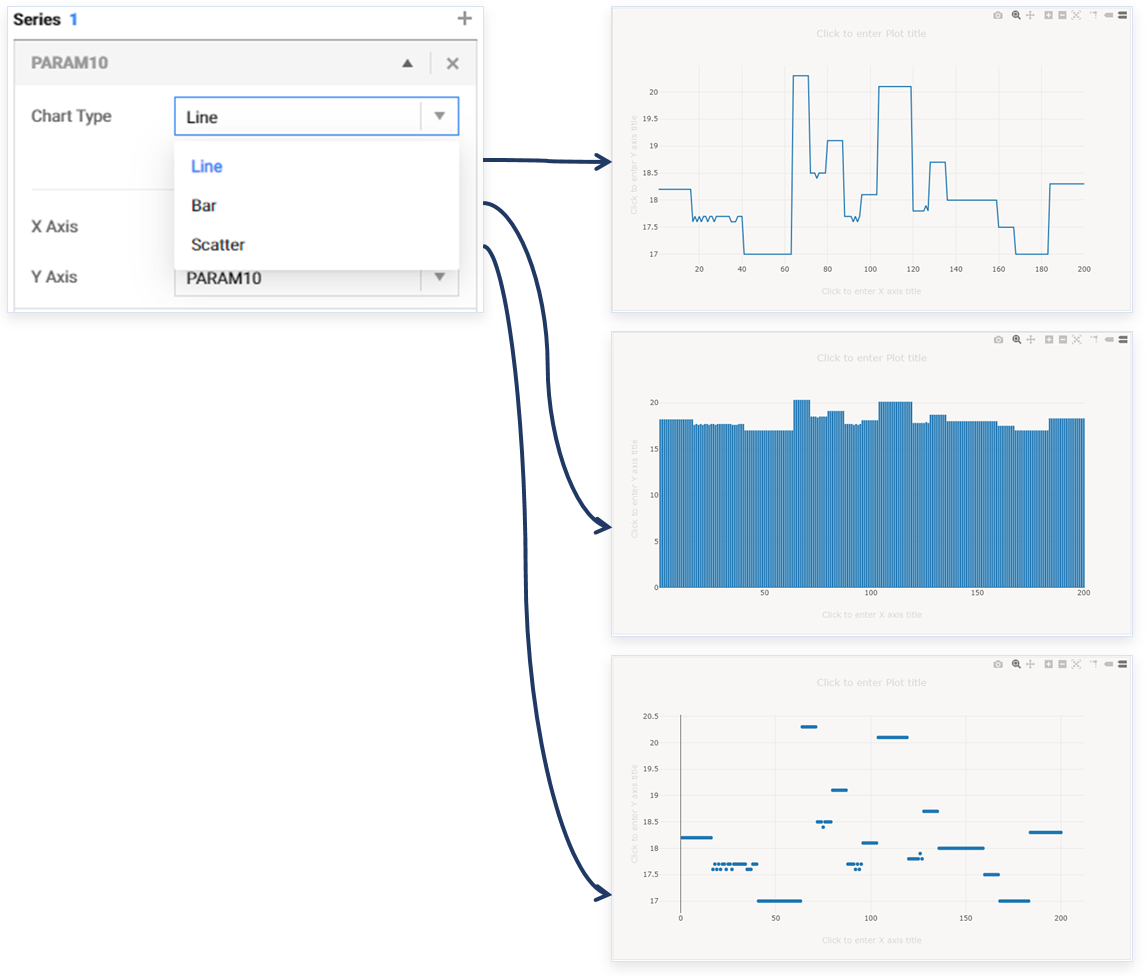 Series 1
PARAM10
Chart Type
Line
Line
Bar
Scatter
X Axis
Y Axis
PARAM10
Click to enter Plot title
Click to enter Y axis title
20
19.5
19
18.5
18
17.5
17
20 40 60 80 100 120 140 160 180 200
Click to enter X axis title
Click to enter Plot title
Click to enter Y axis title
20
15
10
5
0
50 100 150 200
Click to enter X axis title
Click to enter Plot title
Click to enter Y axis title
20.5
20
19.5
19
18.5
18
17.5
17
0 50 100 150 200
Click to enter X axis title